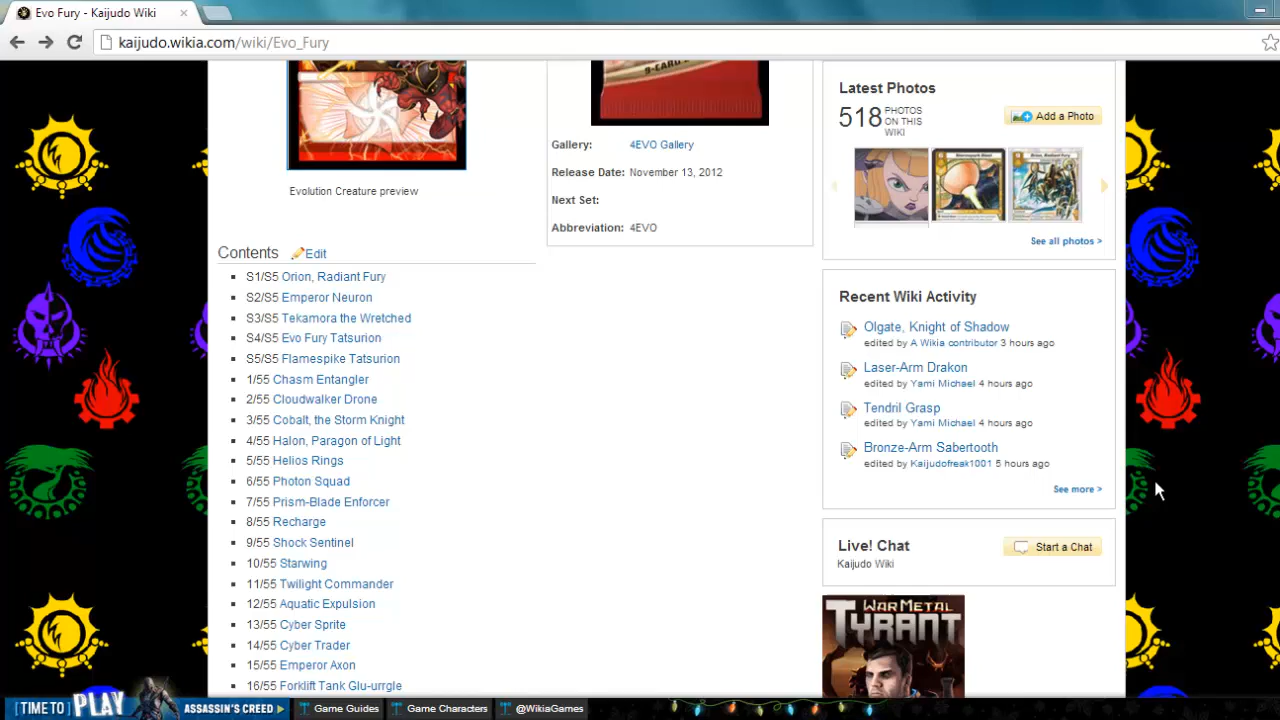 Evo Fury - Kaijudo Wiki
kaijudo.wikia.com/wiki/Evo_Fury
9-CARD
Evolution Creature preview
Gallery: 4EVO Gallery
Release Date: November 13, 2012
Next Set:
Abbreviation: 4EVO
Contents Edit
S1/S5 Orion, Radiant Fury
S2/S5 Emperor Neuron
S3/S5 Tekamora the Wretched
S4/S5 Evo Fury Tatsurion
S5/S5 Flamespike Tatsurion
1/55 Chasm Entangler
2/55 Cloudwalker Drone
3/55 Cobalt, the Storm Knight
4/55 Halon, Paragon of Light
5/55 Helios Rings
6/55 Photon Squad
7/55 Prism-Blade Enforcer
8/55 Recharge
9/55 Shock Sentinel
10/55 Starwing
11/55 Twilight Commander
12/55 Aquatic Expulsion
13/55 Cyber Sprite
14/55 Cyber Trader
15/55 Emperor Axon
16/55 Forklift Tank Glu-urrgle
Latest Photos
518 PHOTOS ON THIS WIKI
Add a Photo
See all photos >
Recent Wiki Activity
Olgate, Knight of Shadow
edited by A Wikia contributor 3 hours ago
Laser-Arm Drakon
edited by Yami Michael 4 hours ago
Tendril Grasp
edited by Yami Michael 4 hours ago
Bronze-Arm Sabertooth
edited by Kaijudofreak1001 5 hours ago
See more >
Live! Chat
Start a Chat
Kaijudo Wiki
WAR METAL
TYRANT
[TIME TO] PLAY ASSASSIN'S CREED Game Guides Game Characters @WikiaGames